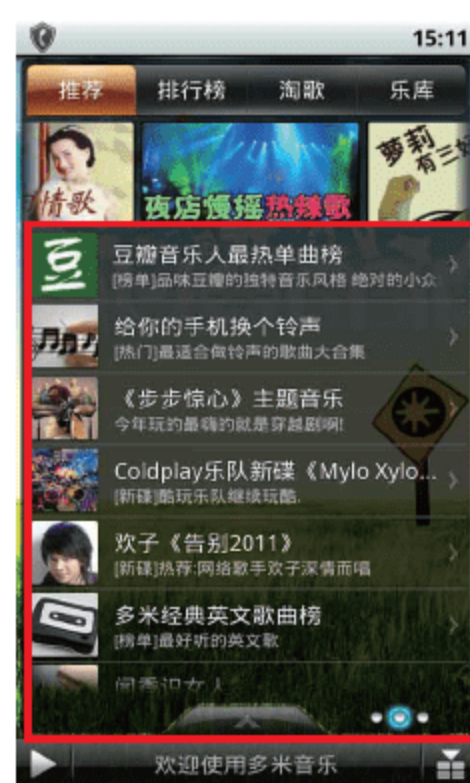 15:11
推荐 排行榜 淘歌 乐库
情歌 夜店慢摇热辣歌 萝莉有三好
豆
豆瓣音乐人最热单曲榜
[榜单]品味豆瓣的独特音乐风格 绝对的小众
给你的手机换个铃声
[热门]最适合做铃声的歌曲大合集
《步步惊心》主题音乐
今年玩的最嗨的就是穿越剧啊!
Coldplay乐队新碟《Mylo Xylo...
[新碟]酷玩乐队继续玩酷.
欢子《告别2011》
[新碟]热荐:网络歌手欢子深情而唱
多米经典英文歌曲榜
[榜单]最好听的英文歌
闻香识女人
欢迎使用多米音乐